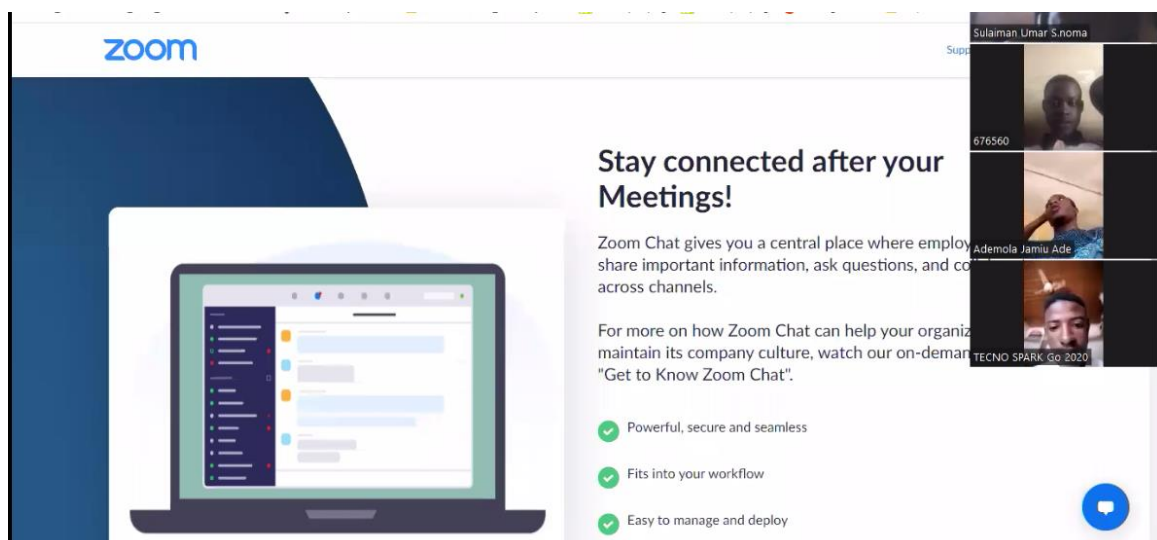 zoom
Supp
Stay connected after your
Meetings!
Zoom Chat gives you a central place where employ
share important information, ask questions, and co
across channels.
For more on how Zoom Chat can help your organiz
maintain its company culture, watch our on-deman
"Get to Know Zoom Chat".
Powerful, secure and seamless
Fits into your workflow
Easy to manage and deploy
Sulaiman Umar S.noma
676560
Ademola Jamiu Ade
TECNO SPARK Go 2020